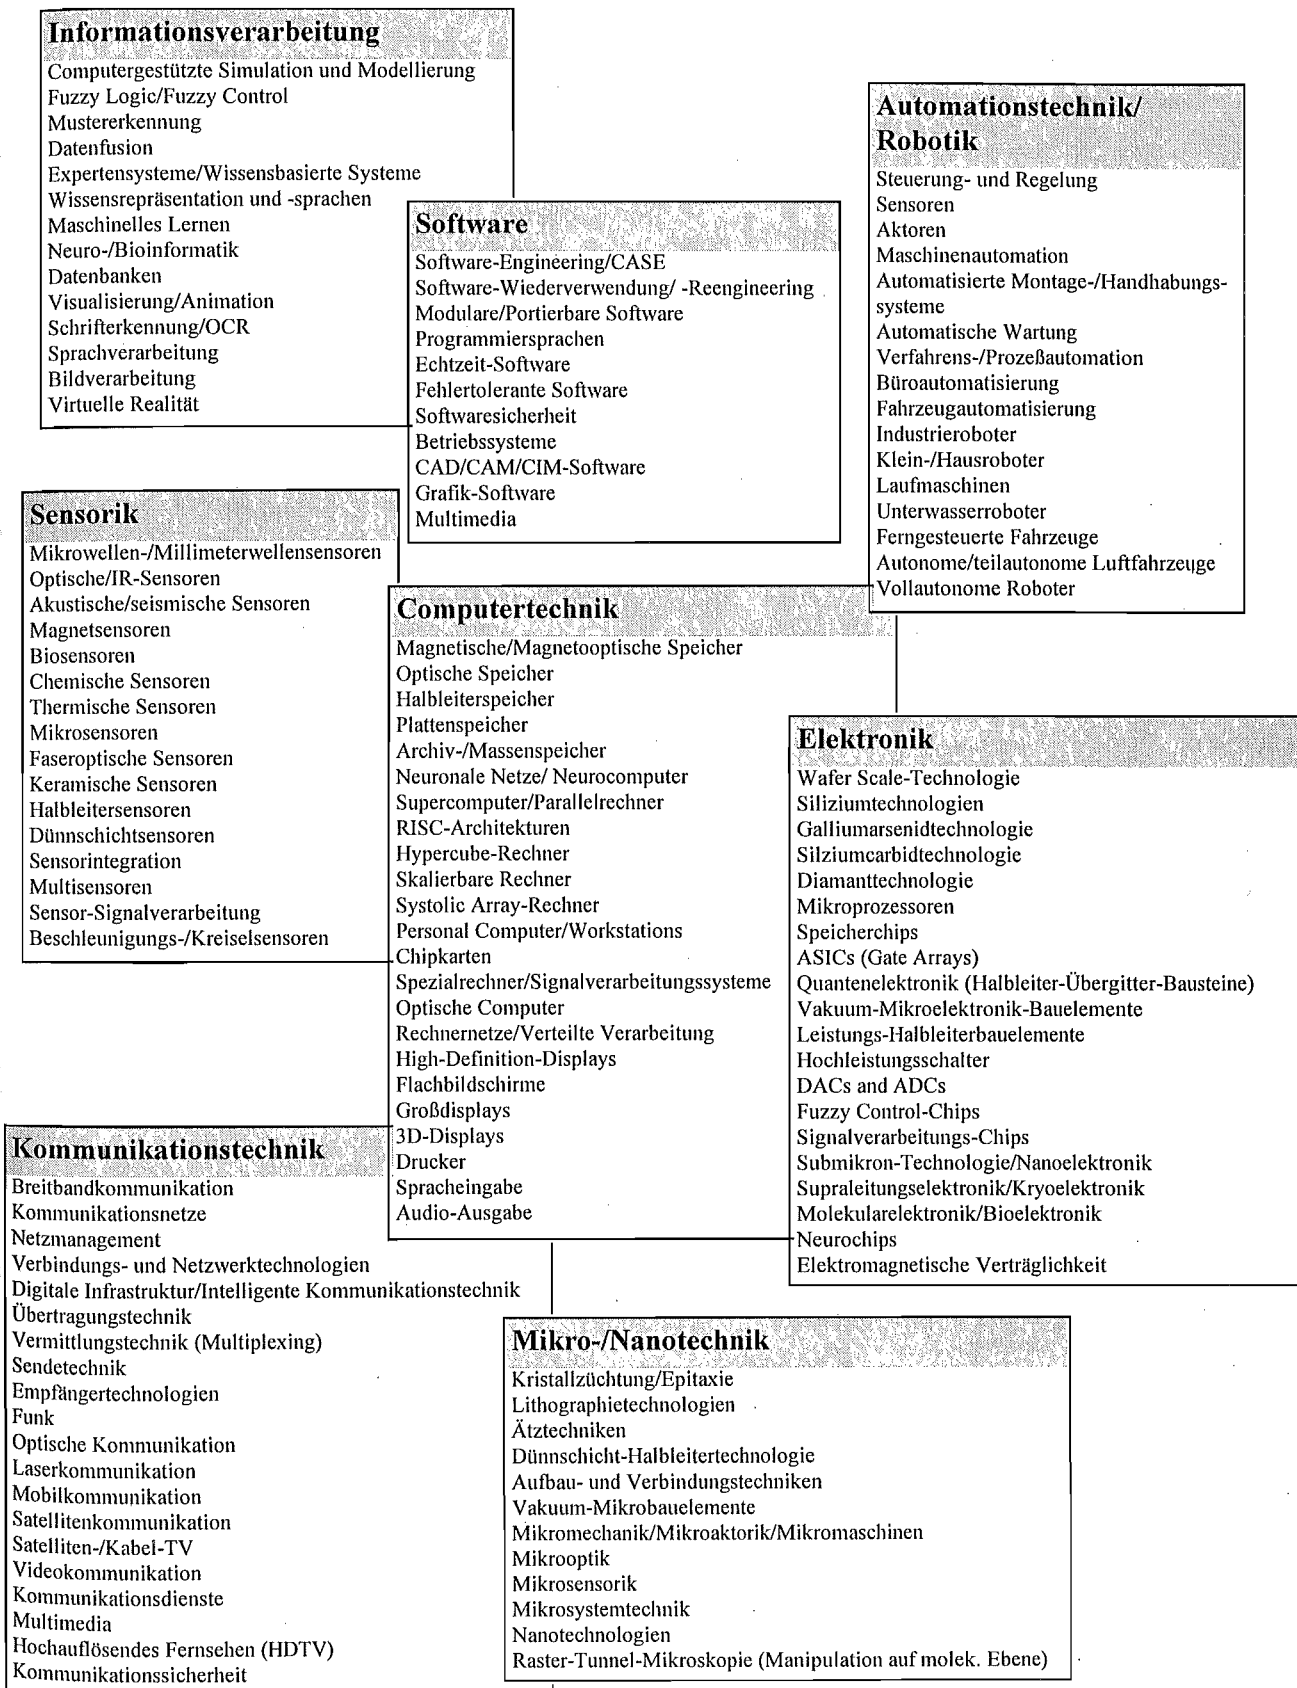 Informationsverarbeitung
Computergestützte Simulation und Modellierung
Fuzzy Logic/Fuzzy Control
Mustererkennung
Datenfusion
Expertensysteme/Wissensbasierte Systeme
Wissensrepräsentation und -sprachen
Maschinelles Lernen
Neuro-/Bioinformatik
Datenbanken
Visualisierung/Animation
Schrifterkennung/OCR
Sprachverarbeitung
Bildverarbeitung
Virtuelle Realität
Automationstechnik/
Robotik
Steuerung- und Regelung
Sensoren
Aktoren
Maschinenautomation
Automatisierte Montage-/Handhabungs-
systeme
Automatische Wartung
Verfahrens-/Prozeßautomation
Büroautomatisierung
Fahrzeugautomatisierung
Industrieroboter
Klein-/Hausroboter
Laufmaschinen
Unterwasserroboter
Ferngesteuerte Fahrzeuge
Autonome/teilautonome Luftfahrzeuge
Vollautonome Roboter
Software
Software-Engineering/CASE
Software-Wiederverwendung/ -Reengineering
Modulare/Portierbare Software
Programmiersprachen
Echtzeit-Software
Fehlertolerante Software
Softwaresicherheit
Betriebssysteme
CAD/CAM/CIM-Software
Grafik-Software
Multimedia
Sensorik
Mikrowellen-/Millimeterwellensensoren
Optische/IR-Sensoren
Akustische/seismische Sensoren
Magnetsensoren
Biosensoren
Chemische Sensoren
Thermische Sensoren
Mikrosensoren
Faseroptische Sensoren
Keramische Sensoren
Halbleitersensoren
Dünnschichtsensoren
Sensorintegration
Multisensoren
Sensor-Signalverarbeitung
Beschleunigungs-/Kreiselsensoren
Computertechnik
Magnetische/Magnetooptische Speicher
Optische Speicher
Halbleiterspeicher
Plattenspeicher
Archiv-/Massenspeicher
Neuronale Netze/ Neurocomputer
Supercomputer/Parallelrechner
RISC-Architekturen
Hypercube-Rechner
Skalierbare Rechner
Systolic Array-Rechner
Personal Computer/Workstations
Chipkarten
Spezialrechner/Signalverarbeitungssysteme
Optische Computer
Rechnernetze/Verteilte Verarbeitung
High-Definition-Displays
Flachbildschirme
Großdisplays
3D-Displays
Drucker
Spracheingabe
Audio-Ausgabe
Elektronik
Wafer Scale-Technologie
Siliziumtechnologien
Galliumarsenidtechnologie
Silziumcarbidtechnologie
Diamanttechnologie
Mikroprozessoren
Speicherchips
ASICs (Gate Arrays)
Quantenelektronik (Halbleiter-Übergitter-Bausteine)
Vakuum-Mikroelektronik-Bauelemente
Leistungs-Halbleiterbauelemente
Hochleistungsschalter
DACs and ADCs
Fuzzy Control-Chips
Signalverarbeitungs-Chips
Submikron-Technologie/Nanoelektronik
Supraleitungselektronik/Kryoelektronik
Molekularelektronik/Bioelektronik
Neurochips
Elektromagnetische Verträglichkeit
Kommunikationstechnik
Breitbandkommunikation
Kommunikationsnetze
Netzmanagement
Verbindungs- und Netzwerktechnologien
Digitale Infrastruktur/Intelligente Kommunikationstechnik
Übertragungstechnik
Vermittlungstechnik (Multiplexing)
Sendetechnik
Empfängertechnologien
Funk
Optische Kommunikation
Laserkommunikation
Mobilkommunikation
Satellitenkommunikation
Satelliten-/Kabel-TV
Videokommunikation
Kommunikationsdienste
Multimedia
Hochauflösendes Fernsehen (HDTV)
Kommunikationssicherheit
Mikro-/Nanotechnik
Kristallzüchtung/Epitaxie
Lithographietechnologien
Ätztechniken
Dünnschicht-Halbleitertechnologie
Aufbau- und Verbindungstechniken
Vakuum-Mikrobauelemente
Mikromechanik/Mikroaktorik/Mikromaschinen
Mikrooptik
Mikrosensorik
Mikrosystemtechnik
Nanotechnologien
Raster-Tunnel-Mikroskopie (Manipulation auf molek. Ebene)